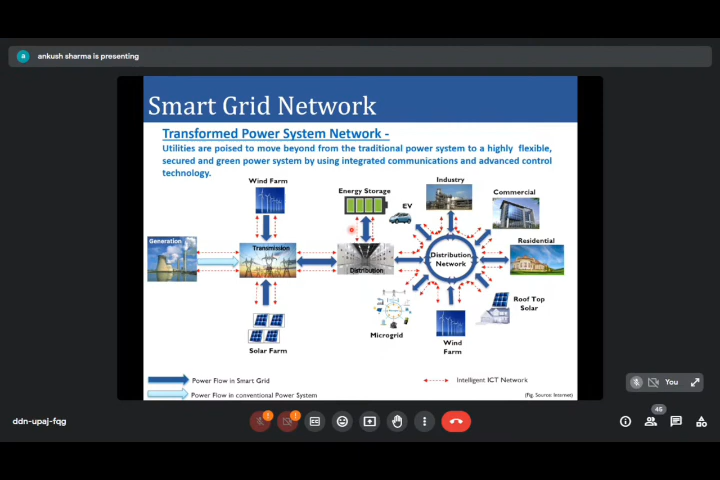 a ankush sharma is presenting
Smart Grid Network
Transformed Power System Network -
Utilities are poised to move beyond from the traditional power system to a highly flexible,
secured and green power system by using integrated communications and advanced control
technology.
Wind Farm
Energy Storage
EV
Industry
Commercial
Residential
Generation
Transmission
Distribution
Distribution
Network
Roof Top
Solar
Microgrid
Wind
Farm
Solar Farm
Power Flow in Smart Grid
Intelligent ICT Network
Power Flow in conventional Power System
(Fig. Source: Internet)
You
45
ddn-upaj-fqg